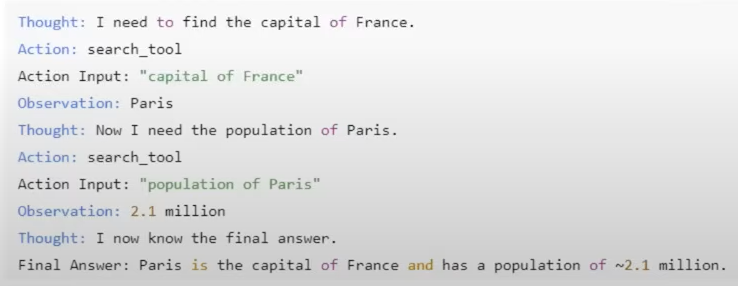 Thought: I need to find the capital of France.
Action: search_tool
Action Input: "capital of France"
Observation: Paris
Thought: Now I need the population of Paris.
Action: search_tool
Action Input: "population of Paris"
Observation: 2.1 million
Thought: I now know the final answer.
Final Answer: Paris is the capital of France and has a population of ~2.1 million.